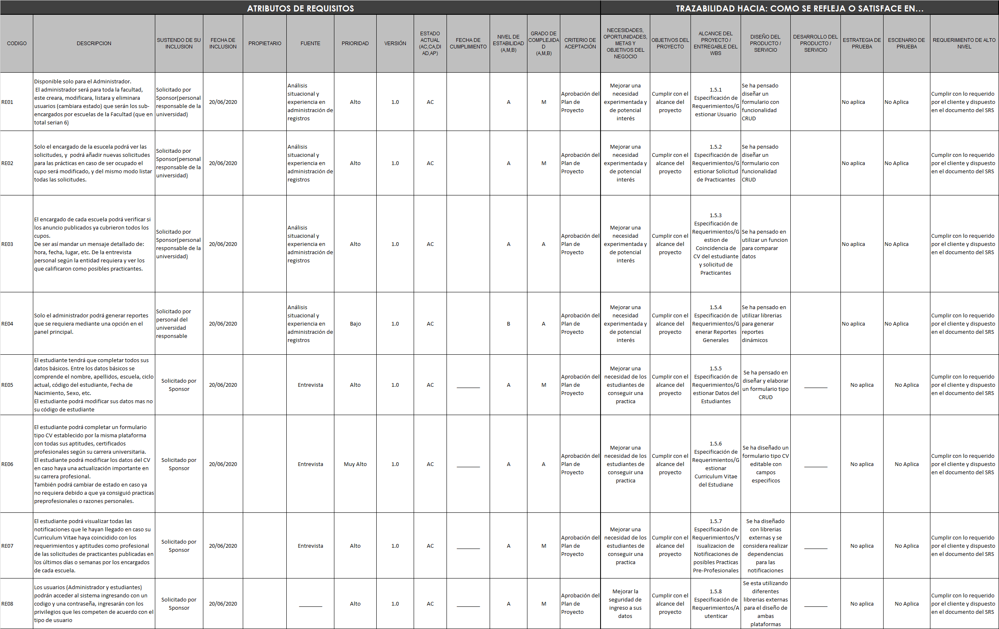 ATRIBUTOS DE REQUISITOS
TRAZABILIDAD HACIA: COMO SE REFLEJA O SATISFACE EN...
CODIGO
DESCRIPCION
SUSTENDO DE SU
INCLUSION
FECHA DE
INCLUSION
PROPIETARIO
FUENTE
PRIORIDAD
VERSIÓN
ESTADO
ACTUAL
(AC,CA,DI
AD,AP)
FECHA DE
CUMPLIMIENTO
NIVEL DE
ESTABILIDAD
(A,M,B)
GRADO DE
COMPLEJIDA
D
(A,M,B)
CRITERIO DE
ACEPTACIÓN
NECESIDADES,
OPORTUNIDADES,
METAS Y
OBJETIVOS DEL
NEGOCIO
OBJETIVOS DEL
PROYECTO
ALCANCE DEL
PROYECTO /
ENTREGABLE DEL
WBS
DISEÑO DEL
PRODUCTO /
SERVICIO
DESARROLLO DEL
PRODUCTO /
SERVICIO
ESTRATEGIA DE
PRUEBA
ESCENARIO DE
PRUEBA
REQUERIMIENTO DE ALTO
NIVEL
RE01
Disponible solo para el Administrador.
El administrador será para toda la facultad,
este creara, modificara, listara y eliminara
usuarios (cambiara estado) que serán los sub-
encargados por escuelas de la Facultad (que en
total serian 6)
Solicitado por
Sponsor(personal
responsable de la
universidad)
20/06/2020
Análisis
situacional y
experiencia en
administración de
registros
Alto
1.0
AC
A
M
Aprobación del
Plan de
Proyecto
Mejorar una
necesidad
experimentada y
de potencial
interés
Cumplir con el
alcance del
proyecto
1.5.1
Especificación de
Requerimientos/G
estionar Usuario
Se ha pensado
diseñar un
formulario con
funcionalidad
CRUD
No aplica
No Aplica
Cumplir con lo requerido
por el cliente y dispuesto
en el documento del SRS
RE02
Solo el encargado de la esucela podrá ver las
solicitudes, y  podrá añadir nuevas solicitudes
para las prácticas en caso de ser ocupado el
cupo será modificado, y del mismo modo listar
todas las solicitudes.
Solicitado por
Sponsor(personal
responsable de la
universidad)
20/06/2020
Análisis
situacional y
experiencia en
administración de
registros
Alto
1.0
AC
A
M
Aprobación del
Plan de
Proyecto
Mejorar una
necesidad
experimentada y
de potencial
interés
Cumplir con el
alcance del
proyecto
1.5.2
Especificación de
Requerimientos/G
estionar Solicitud
de Practicantes
Se ha pensado
diseñar un
formulario con
funcionalidad
CRUD
No aplica
No Aplica
Cumplir con lo requerido
por el cliente y dispuesto
en el documento del SRS
RE03
El encargado de cada escuela podrá verificar si
los anuncio publicados ya cubrieron todos los
cupos.
De ser así mandar un mensaje detallado de:
hora, fecha, lugar, etc. De la entrevista
personal según la entidad requiera y ver los
que calificaron como posibles practicantes.
Solicitado por
Sponsor(personal
responsable de la
universidad)
20/06/2020
Análisis
situacional y
experiencia en
administración de
registros
Alto
1.0
AC
A
A
Aprobación del
Plan de
Proyecto
Mejorar una
necesidad
experimentada y
de potencial
interés
Cumplir con el
alcance del
proyecto
1.5.3
Especificación de
Requerimientos/G
estion de
Coincidencia de
CV del estudiante
y solicitud de
Practicantes
Se ha pensado en
utilizar un funcion
para comparar
datos
No aplica
No Aplica
Cumplir con lo requerido
por el cliente y dispuesto
en el documento del SRS
RE04
Solo el administrador podrá generar reportes
que se requiera mediante una opción en el
panel principal.
Solicitado por
personal del
universidad
responsable
20/06/2020
Análisis
situacional y
experiencia en
administración de
registros
Bajo
1.0
AC
B
A
Aprobación del
Plan de
Proyecto
Mejorar una
necesidad
experimentada y
de potencial
interés
Cumplir con el
alcance del
proyecto
1.5.4
Especificación de
Requerimientos/G
enerar Reportes
Generales
Se ha pensado en
utilizar librerias
para generar
reportes
dinámicos
No aplica
No Aplica
Cumplir con lo requerido
por el cliente y dispuesto
en el documento del SRS
RE05
El estudiante tendrá que completar todos sus
datos básicos. Entre los datos básicos se
comprende el nombre, apellidos, escuela, ciclo
actual, código del estudiante, Fecha de
Nacimiento, Sexo, etc.
El estudiante podrá modificar sus datos mas no
su código de estudiante
Solicitado por
Sponsor
20/06/2020
Entrevista
Alto
1.0
AC
________
A
M
Aprobación del
Plan de
Proyecto
Mejorar una
necesidad de los
estudiantes de
conseguir una
practica
Cumplir con el
alcance del
proyecto
1.5.5
Especificación de
Requerimientos/G
estionar Datos del
Estudiantes
Se ha pensado en
diseñar y elaborar
un formulario tipo
CRUD
________
No aplica
No Aplica
Cumplir con lo requerido
por el cliente y dispuesto
en el documento del SRS
RE06
El estudiante podrá completar un formulario
tipo CV establecido por la misma plataforma
con todas sus aptitudes, certificados
profesionales según su carrera universitaria.
El estudiante podrá modificar los datos del CV
en caso haya una actualización importante en
su carrera profesional.
También podrá cambiar de estado en caso ya
no requiera debido a que ya consiguió practicas
preprofesionales o razones personales.
Solicitado por
Sponsor
20/06/2020
Entrevista
Muy Alto
1.0
AC
________
A
A
Aprobación del
Plan de
Proyecto
Mejorar una
necesidad de los
estudiantes de
conseguir una
practica
Cumplir con el
alcance del
proyecto
1.5.6
Especificación de
Requerimientos/G
estionar
Curriculum Vitae
del Estudiane
Se ha diseñado un
formulario tipo CV
editable con
campos
especificos
________
No aplica
No Aplica
Cumplir con lo requerido
por el cliente y dispuesto
en el documento del SRS
RE07
El estudiante podrá visualizar todas las
notificaciones que le hayan llegado en caso su
Curriculum Vitae haya coincidido con los
requerimientos y aptitudes como profesional
de las solicitudes de practicantes publicadas en
los últimos días o semanas por los encargados
de cada escuela.
Solicitado por
Sponsor
20/06/2020
Entrevista
Alto
1.0
AC
________
A
M
Aprobación del
Plan de
Proyecto
Mejorar una
necesidad de los
estudiantes de
conseguir una
practica
Cumplir con el
alcance del
proyecto
1.5.7
Especificación de
Requerimientos/V
isualizacion de
Notificaciones de
posibles Practicas
Pre-Profesionales
Se ha diseñado
con librerias
externas y se
considera realizar
dependencias
para las
notificaciones
________
No aplica
No Aplica
Cumplir con lo requerido
por el cliente y dispuesto
en el documento del SRS
RE08
Los usuarios (Administrador y estudiantes)
podrán acceder al sistema ingresando con un
codigo y una contraseña, ingresarán con los
privilegios que les competen de acuerdo con el
tipo de usuario
Solicitado por
Sponsor
20/06/2020
________
Alto
1.0
AC
________
A
M
Aprobación del
Plan de
Proyecto
Mejorar la
seguridad de
ingreso a sus
datos
Cumplir con el
alcance del
proyecto
1.5.8
Especificación de
Requerimientos/A
utenticar
Se esta utilizando
diferentes
librerias externas
para el diseño de
ambas
plataformas
________
No aplica
No Aplica
Cumplir con lo requerido
por el cliente y dispuesto
en el documento del SRS